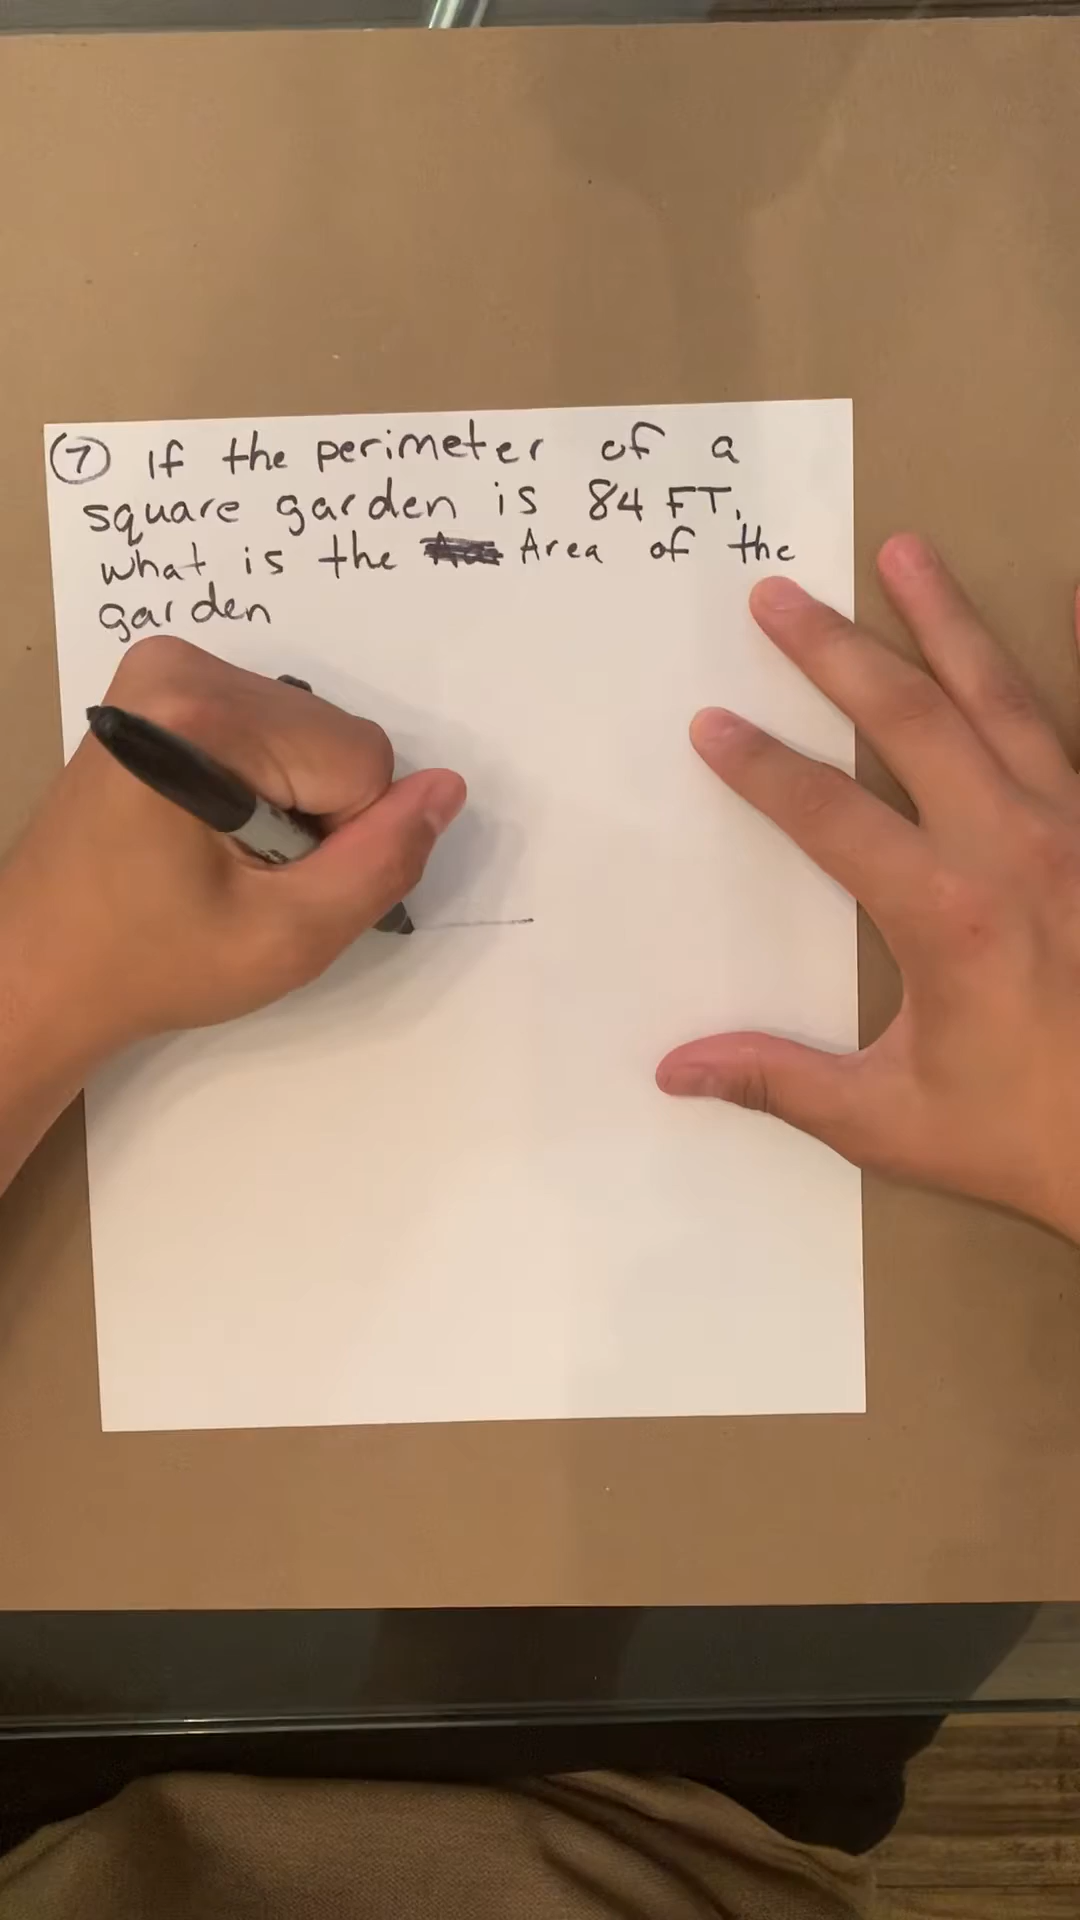 7 If the perimeter of a
square garden is 84 FT,
what is the Area of the
garden